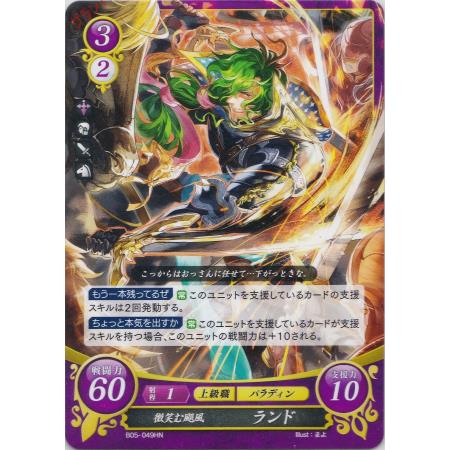 3
2
こっからはおっさんに任せて…下がっときな。
もう一本残ってるぜ 常 このユニットを支援しているカードの支援
スキルは2回発動する。
ちょっと本気を出すか 常 このユニットを支援しているカードが支援
スキルを持つ場合、このユニットの戦闘力は+10される。
戦闘力
60
射程 1 上級職 パラディン
支援力
10
微笑む飇風 ランド
B05-049HN
Illust：まよ